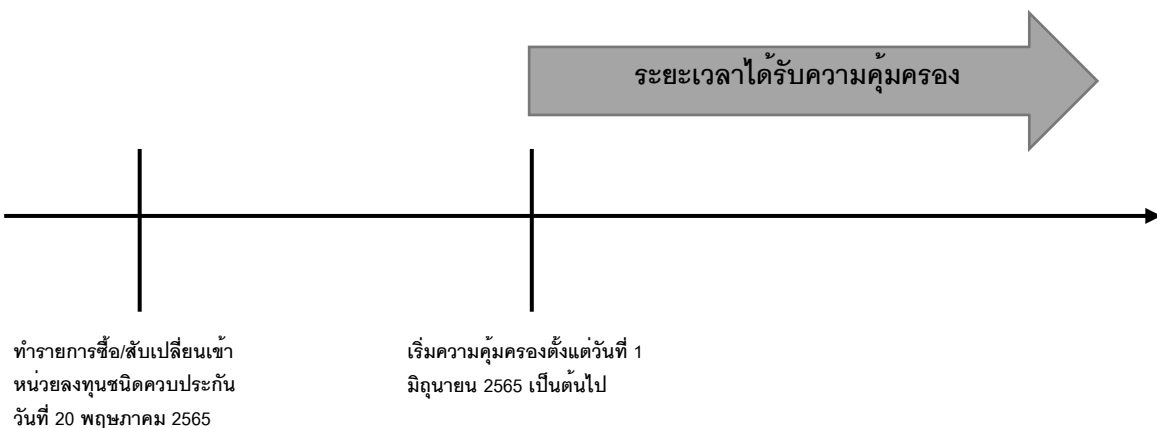 ระยะเวลาได้รับความคุ้มครอง
ทำรายการซื้อ/สับเปลี่ยนเข้า
หน่วยลงทุนชนิดควบประกัน
วันที่ 20 พฤษภาคม 2565
เริ่มความคุ้มครองตั้งแต่วันที่ 1
มิถุนายน 2565 เป็นต้นไป